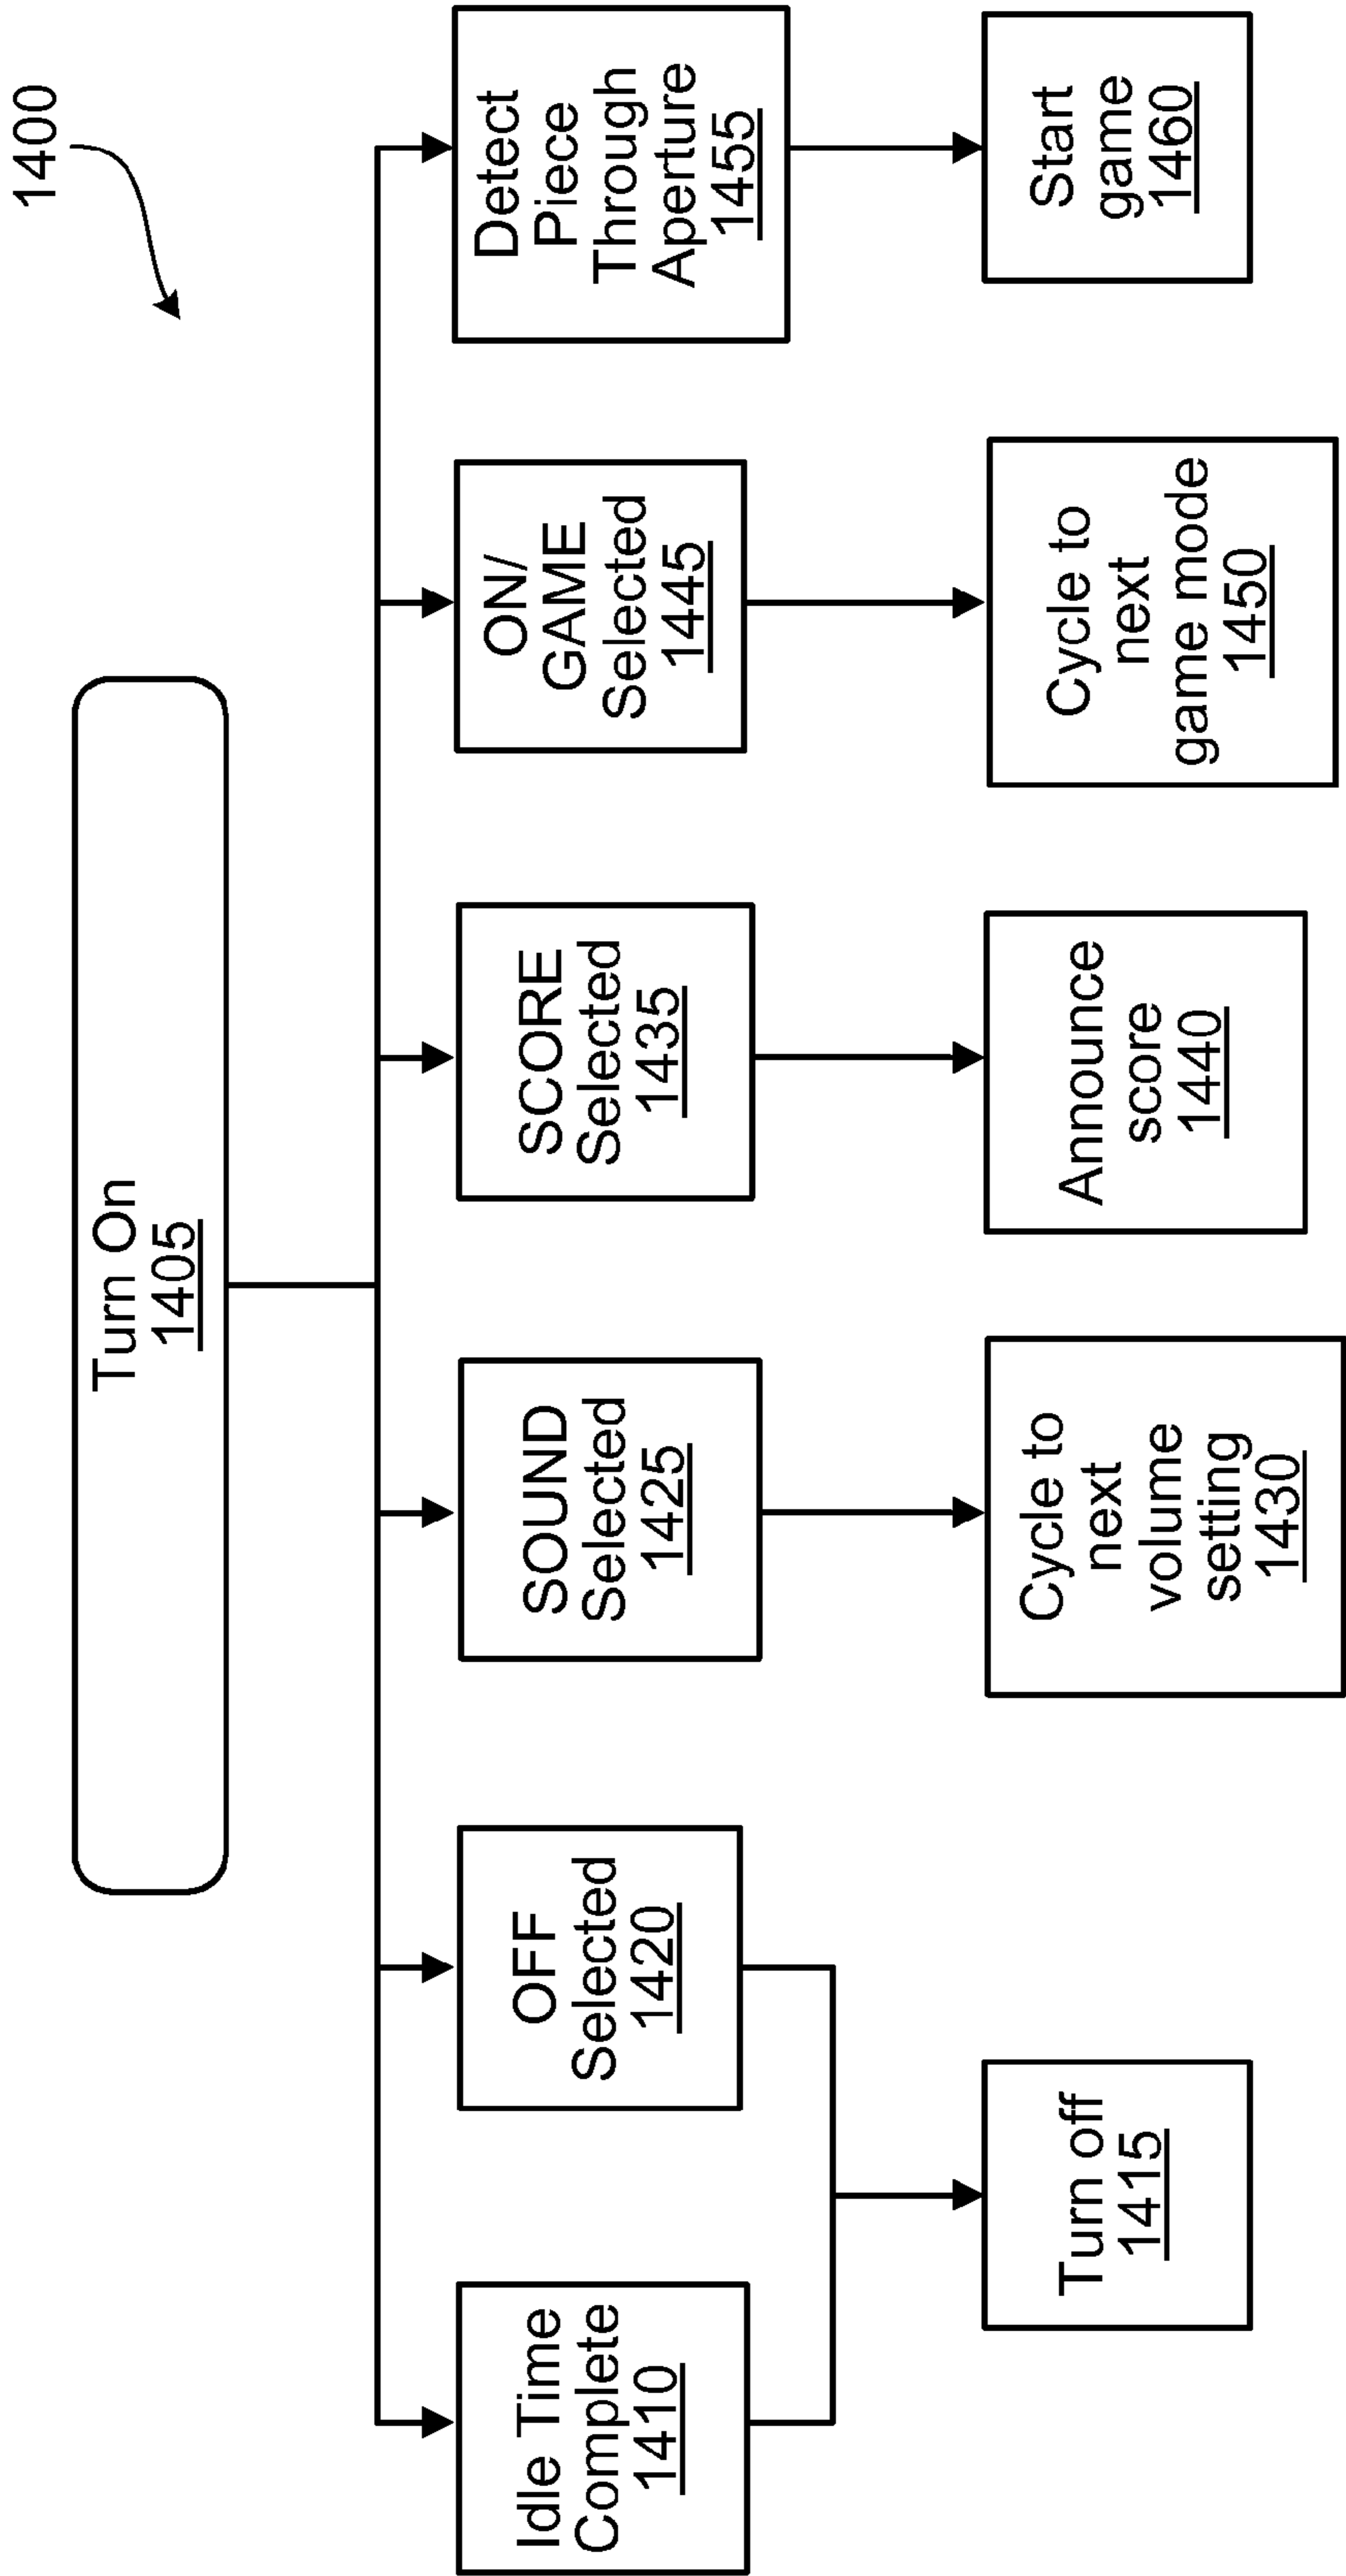 1400
Turn On
1405
Idle Time
Complete
1410
OFF
Selected
1420
SOUND
Selected
1425
SCORE
Selected
1435
ON/
GAME
Selected
1445
Detect
Piece
Through
Aperture
1455
Turn off
1415
Cycle to
next
volume
setting
1430
Announce
score
1440
Cycle to
next
game mode
1450
Start
game
1460